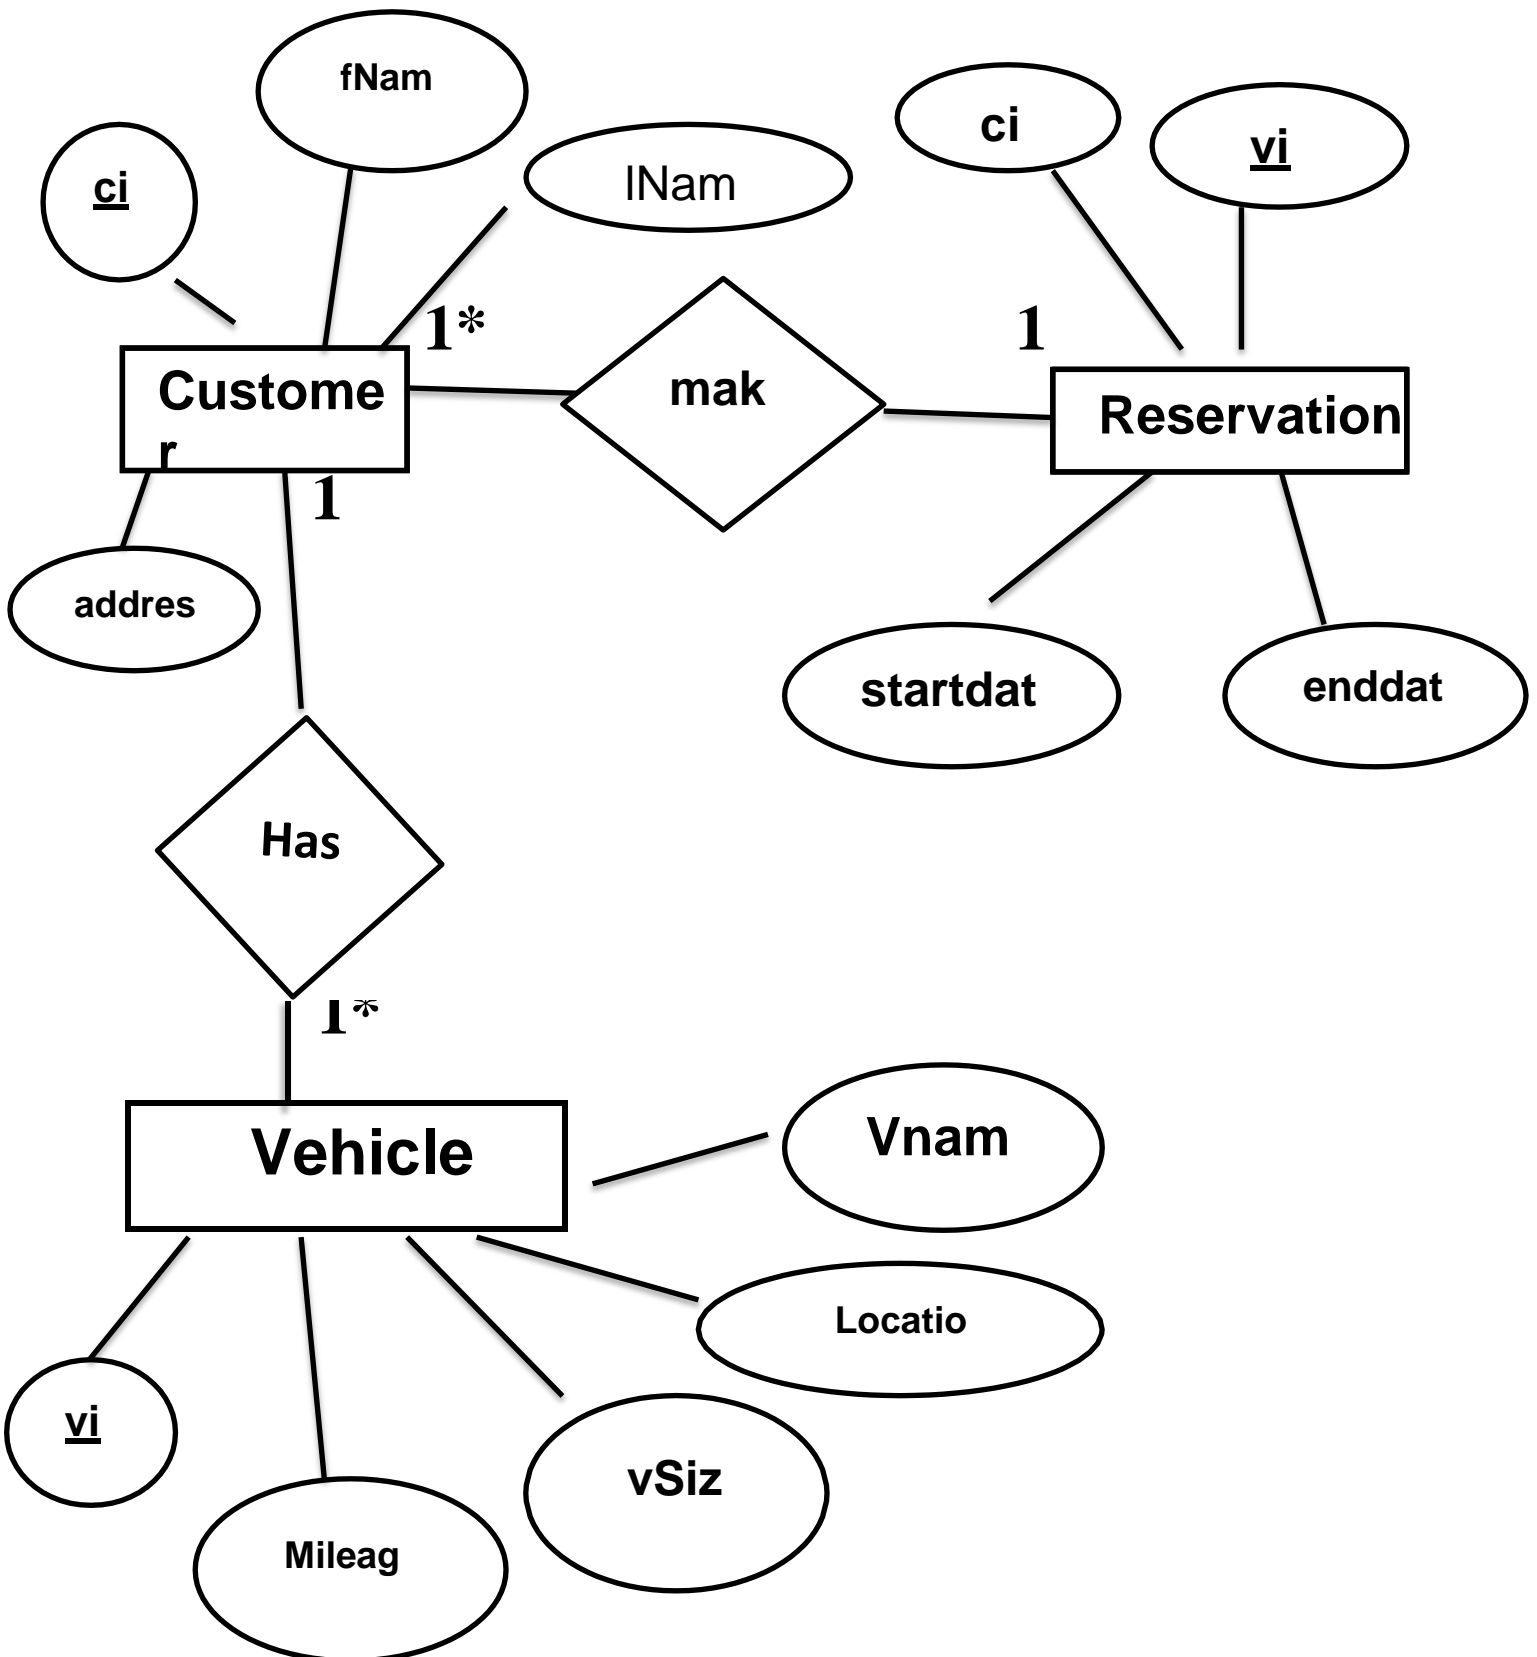 fNam
ci
lNam
ci
vi
1*
1
Custome
r
mak
Reservation
1
addres
startdat
enddat
Has
1*
Vehicle
Vnam
Locatio
vi
vSiz
Mileag